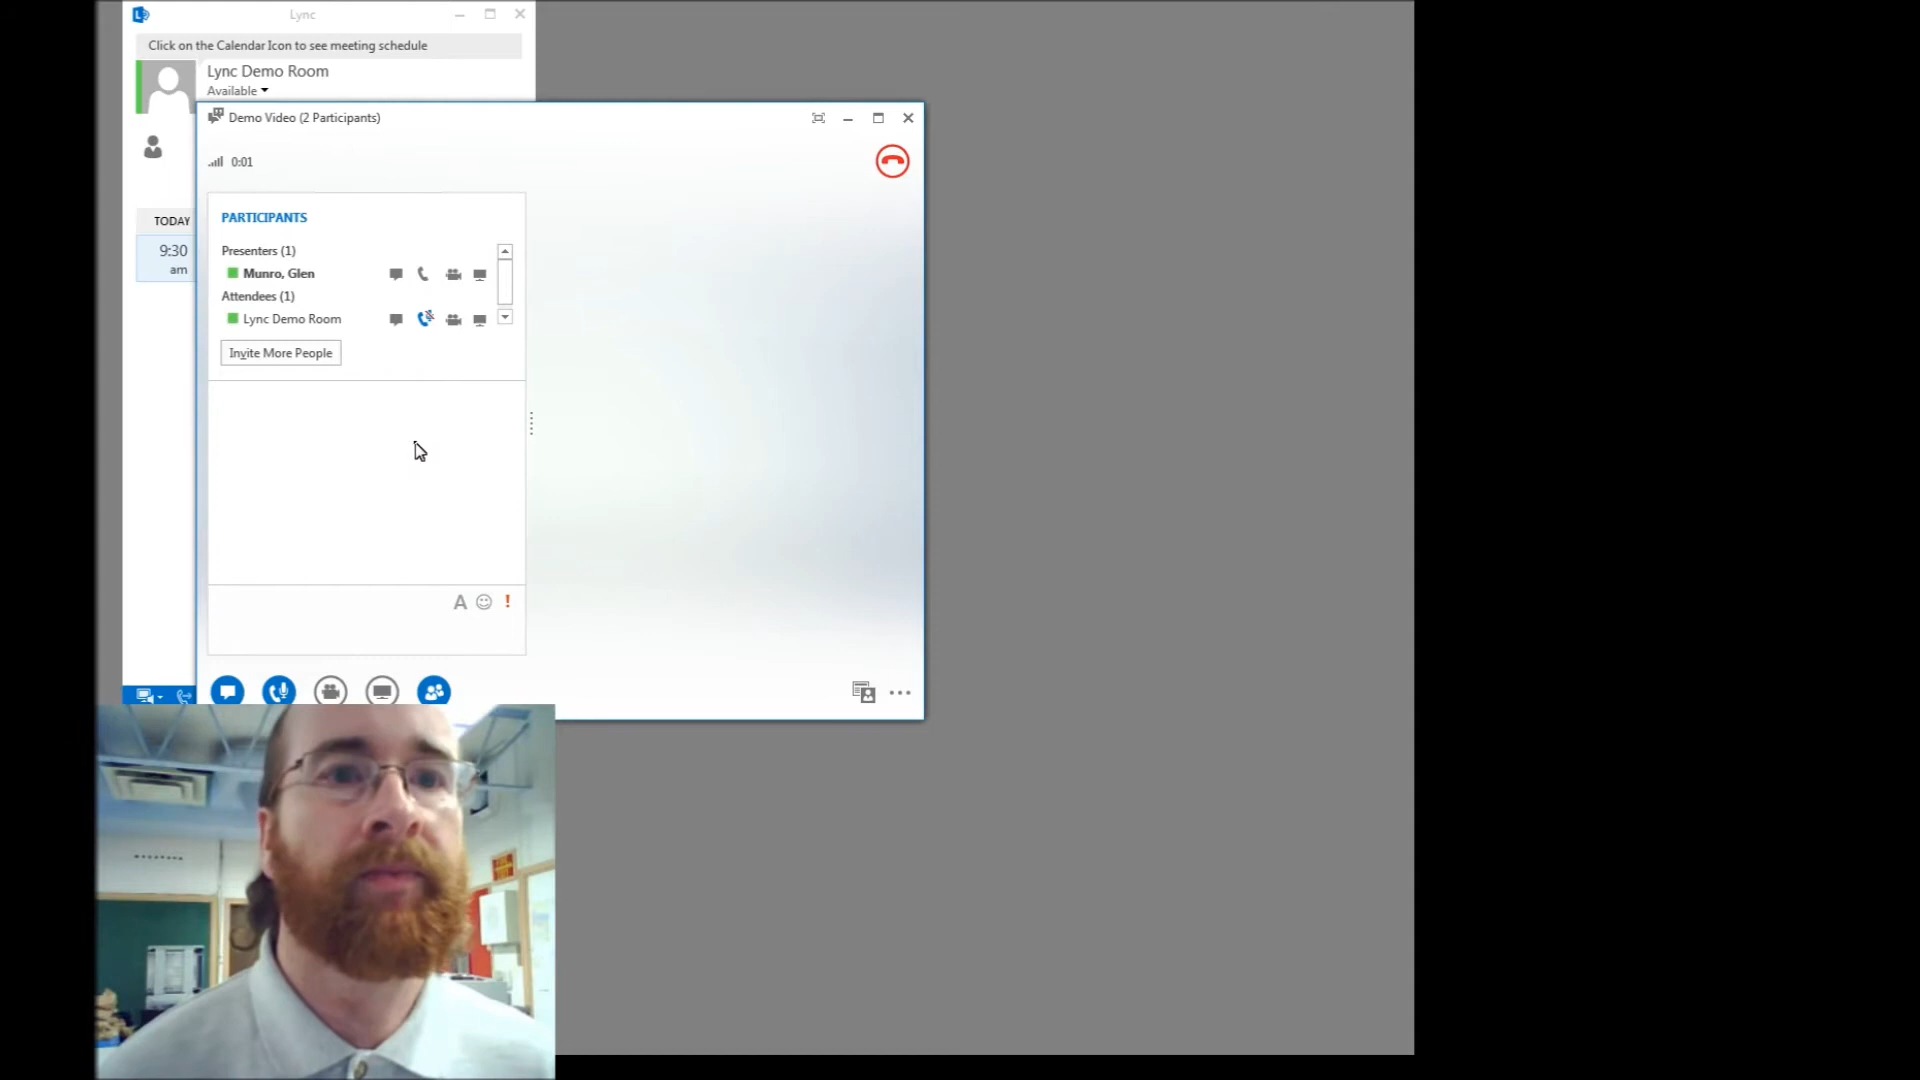 Lync
Click on the Calendar Icon to see meeting schedule
Lync Demo Room
Available
Demo Video (2 Participants)
0:01
TODAY
9:30
am
PARTICIPANTS
Presenters (1)
Munro, Glen
Attendees (1)
Lync Demo Room
Invite More People
A